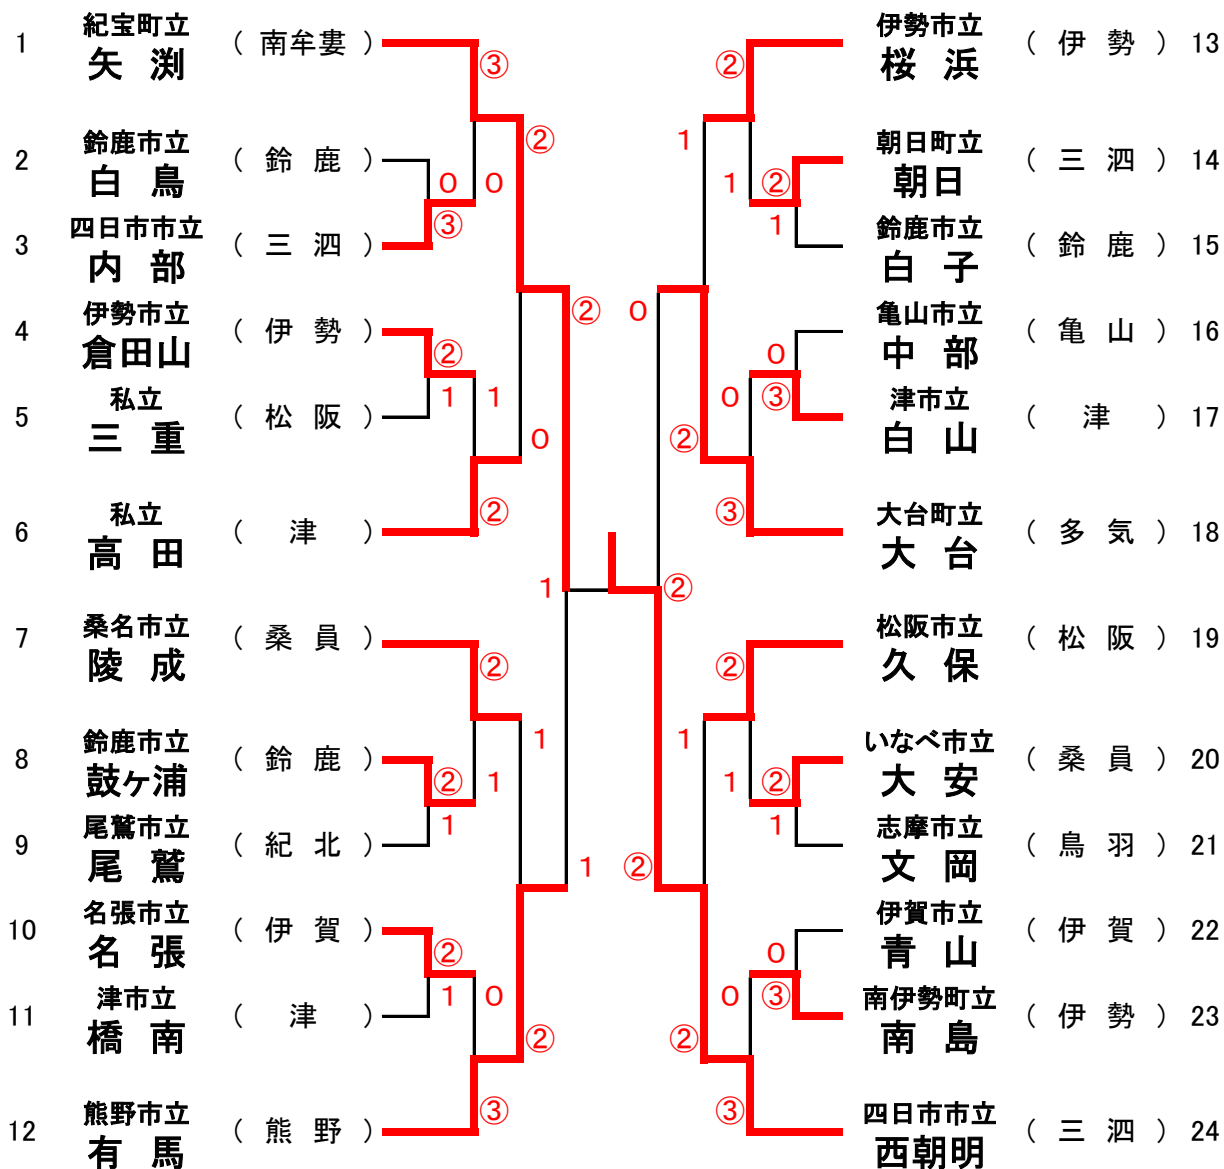 1 紀宝町立 矢渕 （南牟婁）
2 鈴鹿市立 白鳥 （鈴鹿）
3 四日市市立 内部 （三泗）
4 伊勢市立 倉田山 （伊勢）
5 私立 三重 （松阪）
6 私立 高田 （津）
7 桑名市立 陵成 （桑員）
8 鈴鹿市立 鼓ヶ浦 （鈴鹿）
9 尾鷲市立 尾鷲 （紀北）
10 名張市立 名張 （伊賀）
11 津市立 橋南 （津）
12 熊野市立 有馬 （熊野）
③
②
0 0
③
②
②
1 1
0
②
1
②
1
② 1
1
1
②
1 0
②
③
伊勢市立 桜浜 （伊勢） 13
朝日町立 朝日 （三泗） 14
鈴鹿市立 白子 （鈴鹿） 15
亀山市立 中部 （亀山） 16
津市立 白山 （津） 17
大台町立 大台 （多気） 18
松阪市立 久保 （松阪） 19
いなべ市立 大安 （桑員） 20
志摩市立 文岡 （鳥羽） 21
伊賀市立 青山 （伊賀） 22
南伊勢町立 南島 （伊勢） 23
四日市市立 西朝明 （三泗） 24
②
1
1 ②
1
0
0
0 ③
②
③
②
②
1
1 ②
1
②
0
0 ③
②
③